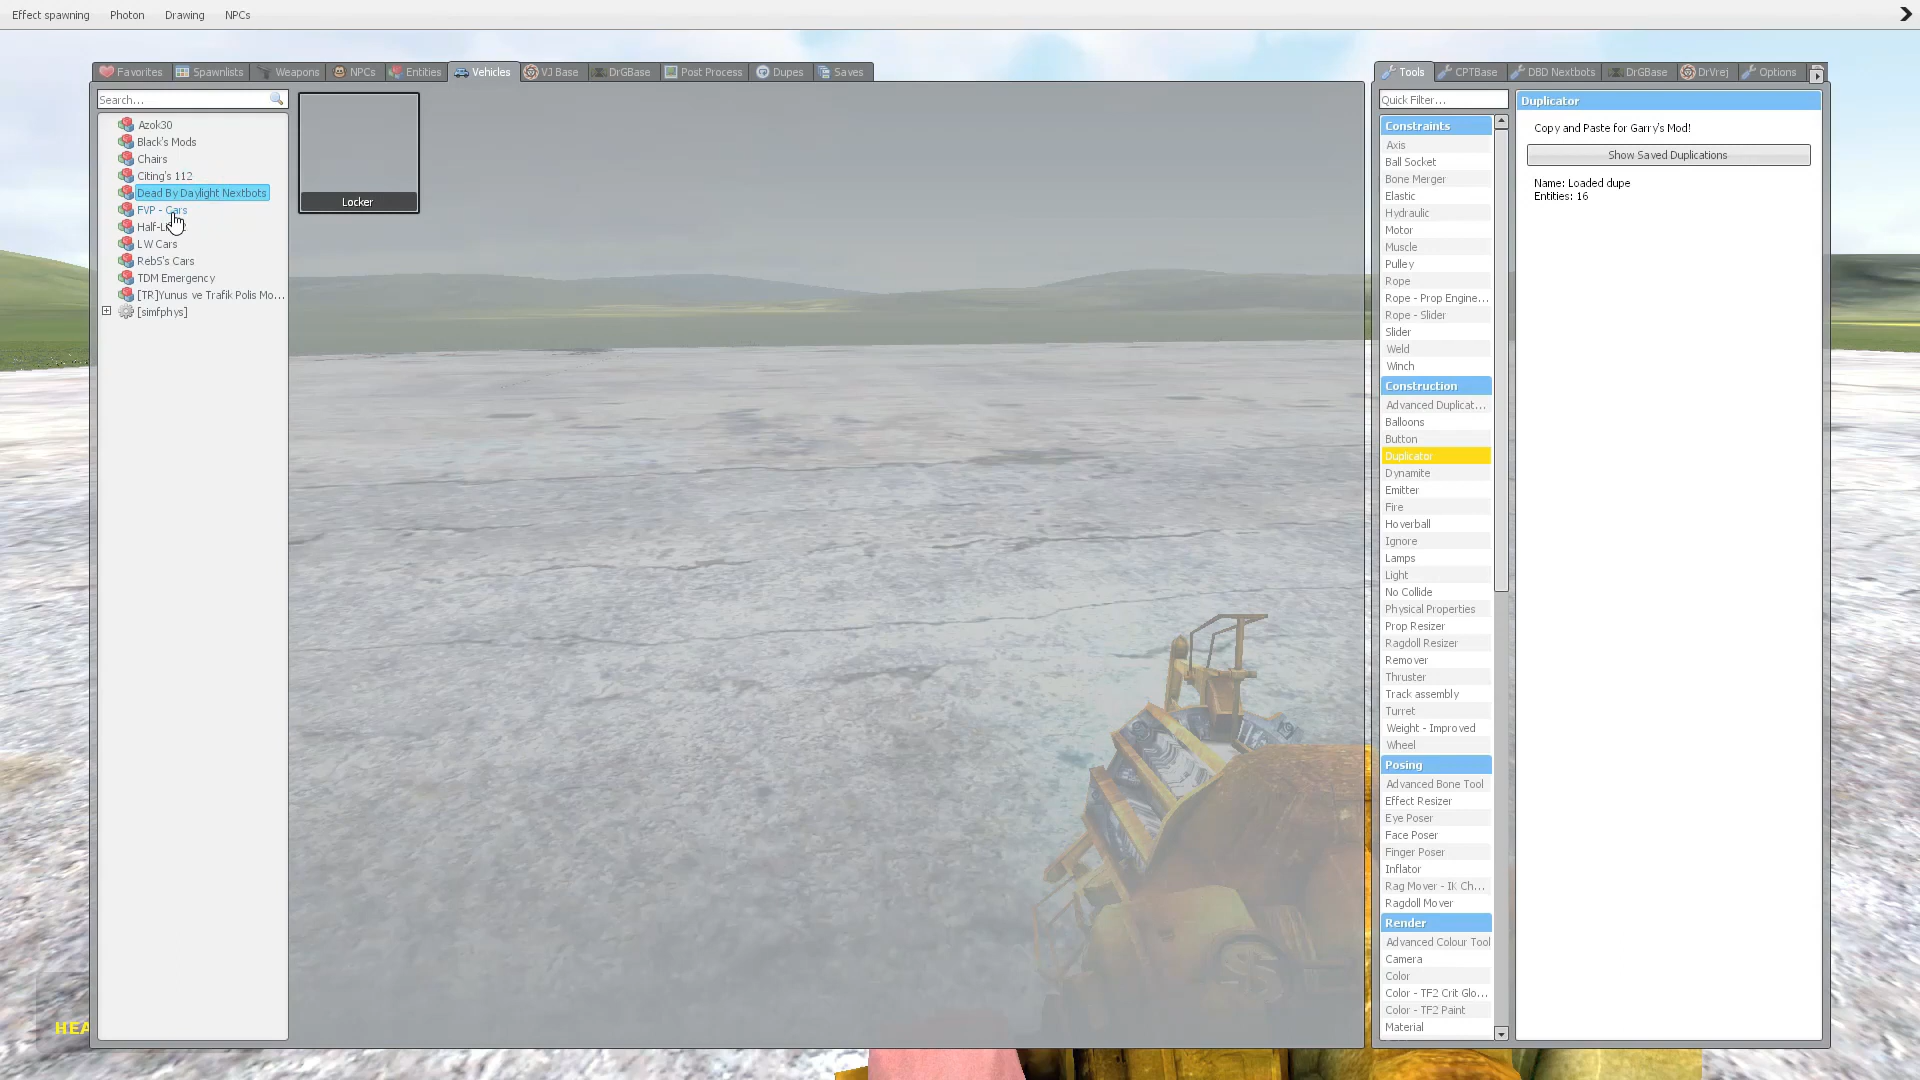 Effect spawning Photon Drawing NPCs
Favorites Spawnlists Weapons NPCs Entities Vehicles VJ Base DrGBase Post Process Dupes Saves
Search...
Azok30
Black's Mods
Chairs
Citing's 112
Dead By Daylight Nextbots
FVP - Cars
LW Cars
RebS's Cars
TDM Emergency
[TR]Yunus ve Trafik Polis Mo...
[simfphys]
Locker
HEA
Tools CPTBase DBD Nextbots DrGBase DrVrej Options
Quick Filter...
Constraints
Axis
Ball Socket
Bone Merger
Elastic
Hydraulic
Motor
Muscle
Pulley
Rope
Rope - Prop Engine...
Rope - Slider
Slider
Weld
Winch
Construction
Advanced Duplicat...
Balloons
Button
Duplicator
Dynamite
Emitter
Fire
Hoverball
Ignore
Lamps
Light
No Collide
Physical Properties
Prop Resizer
Ragdoll Resizer
Remover
Thruster
Track assembly
Turret
Weight - Improved
Wheel
Posing
Advanced Bone Tool
Effect Resizer
Eye Poser
Face Poser
Finger Poser
Inflator
Rag Mover - IK Ch...
Ragdoll Mover
Render
Advanced Colour Tool
Camera
Color
Color - TF2 Crit Glo...
Color - TF2 Paint
Material
Duplicator
Copy and Paste for Garry's Mod!
Show Saved Duplications
Name: Loaded dupe
Entities: 16